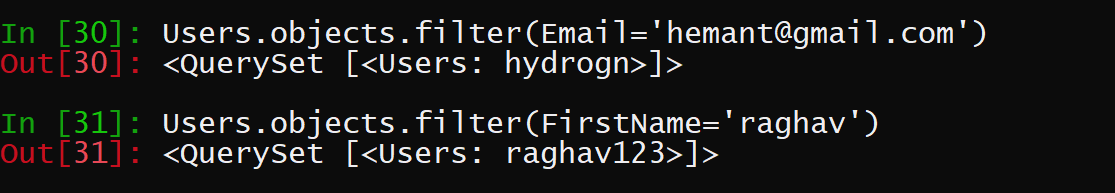 In [30]: Users.objects.filter(Email='hemant@gmail.com')
Out[30]: <QuerySet [<Users: hydrogn>]>
In [31]: Users.objects.filter(FirstName='raghav')
Out[31]: <QuerySet [<Users: raghav123>]>